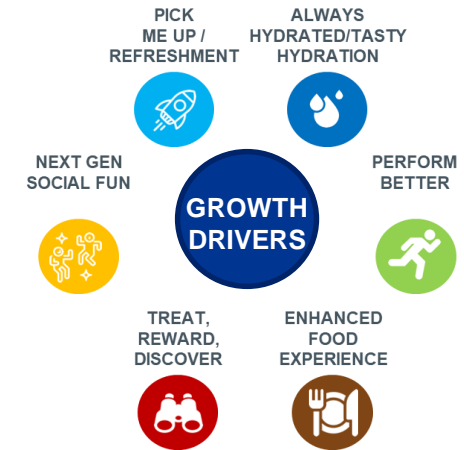 PICK
ME UP /
REFRESHMENT
ALWAYS
HYDRATED/TASTY
HYDRATION
NEXT GEN
SOCIAL FUN
GROWTH
DRIVERS
PERFORM
BETTER
TREAT,
REWARD,
DISCOVER
ENHANCED
FOOD
EXPERIENCE